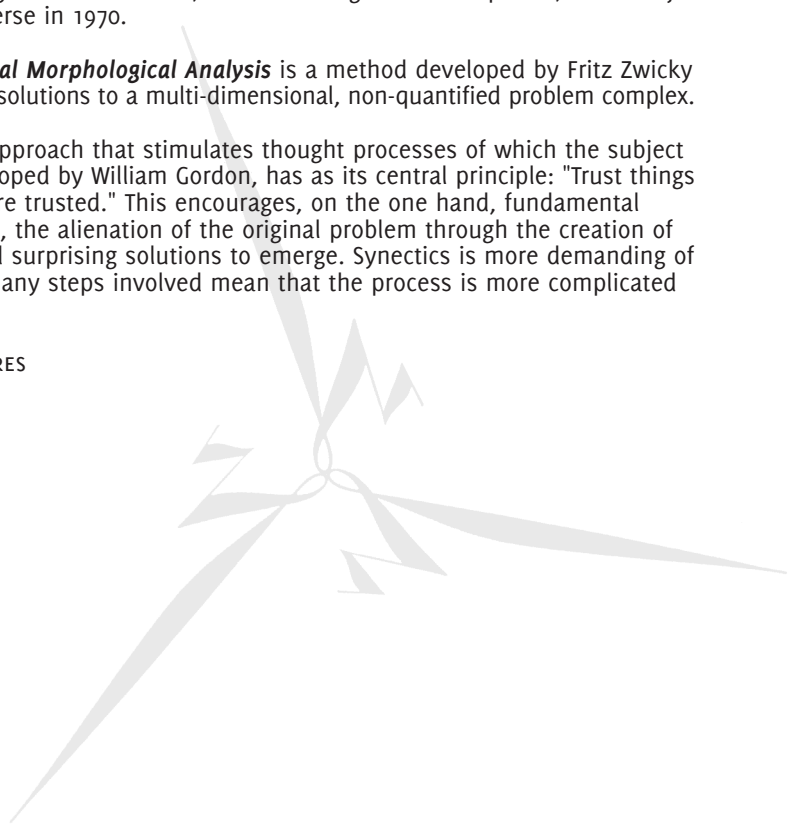 erse in 1970.
al Morphological Analysis is a method developed by Fritz Zwicky
solutions to a multi-dimensional, non-quantified problem complex.
pproach that stimulates thought processes of which the subject
oped by William Gordon, has as its central principle: "Trust things
re trusted." This encourages, on the one hand, fundamental
, the alienation of the original problem through the creation of
d surprising solutions to emerge. Synectics is more demanding of
any steps involved mean that the process is more complicated
RES